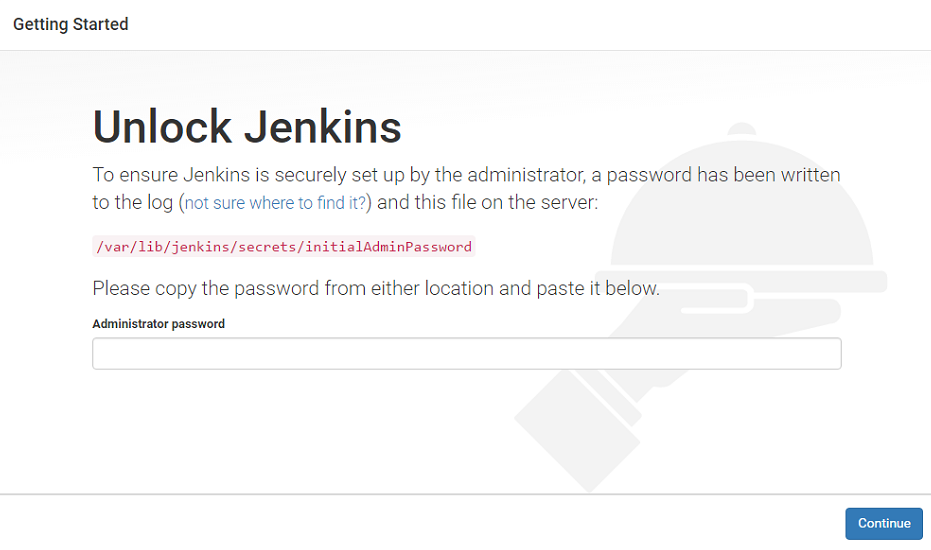 Getting Started
Unlock Jenkins
To ensure Jenkins is securely set up by the administrator, a password has been written
to the log (not sure where to find it?) and this file on the server:
/var/lib/jenkins/secrets/initialAdminPassword
Please copy the password from either location and paste it below.
Administrator password
Continue